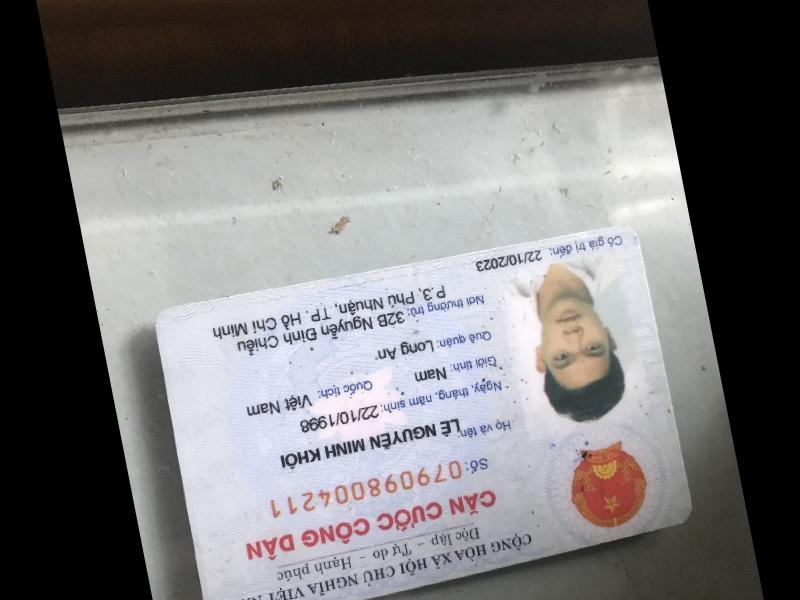 CỘNG HÒA XÃ HỘI CHỦ NGHĨA VIỆT
Độc lập - Tự do - Hạnh phúc
CĂN CƯỚC CÔNG DÂN
Số: 079098004211
Họ và tên: LÊ NGUYỄN MINH KHÔI
Ngày, tháng, năm sinh: 22/10/1998
Giới tính: Nam Quốc tịch: Việt Nam
Quê quán: Long An
Nơi thường trú: 32B Nguyễn Đình Chiểu
P.3, Phú Nhuận, TP. Hồ Chí Minh
Có giá trị đến: 22/10/2023